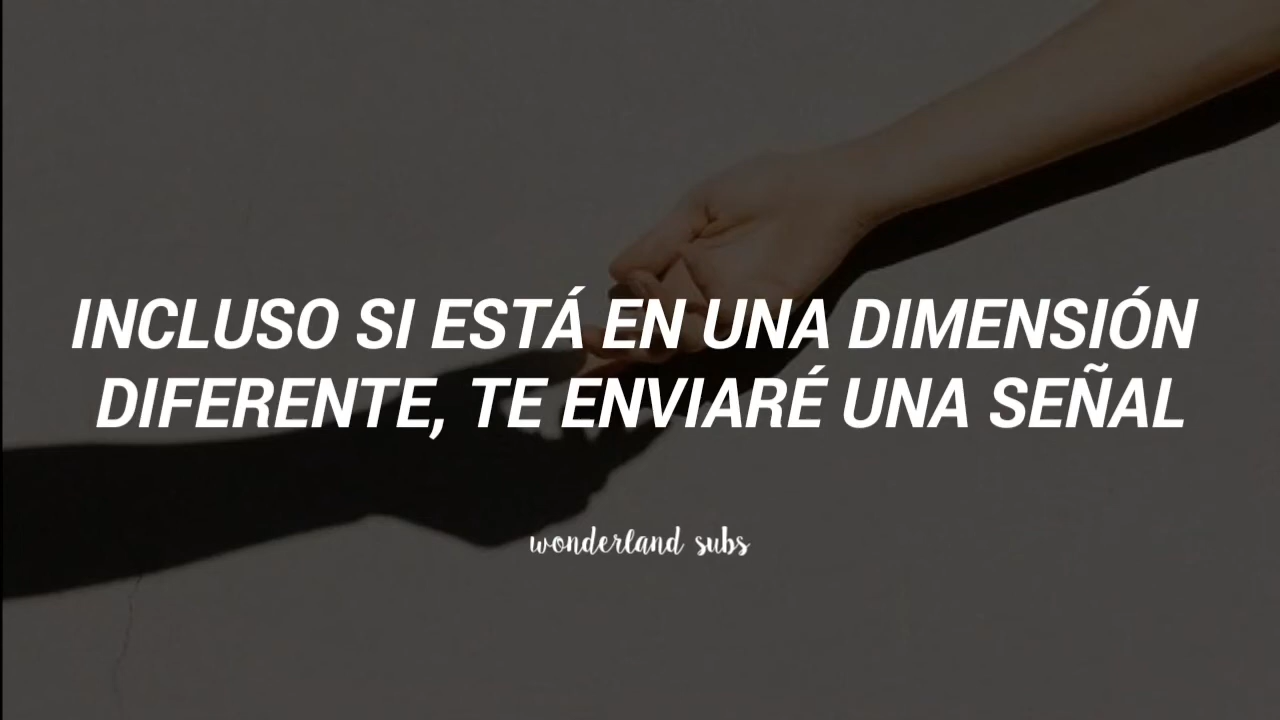 INCLUSO SI ESTÁ EN UNA DIMENSIÓN
DIFERENTE, TE ENVIARÉ UNA SEÑAL
wonderland subs